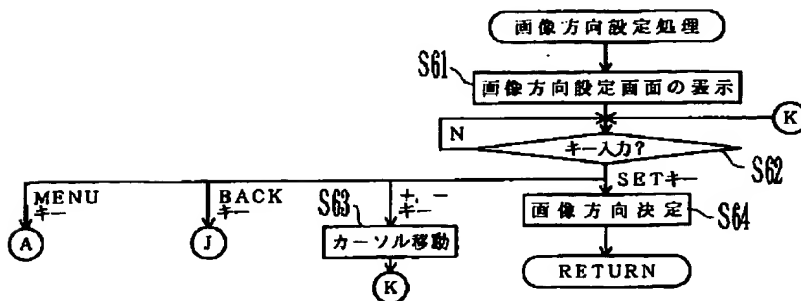 画像方向設定処理
S61
画像方向設定画面の表示
K
N
キー入力?
S62
MENU
キー
BACK
キー
+, -
キー
SETキー
S63
カーソル移動
画像方向決定
S64
A
J
K
RETURN